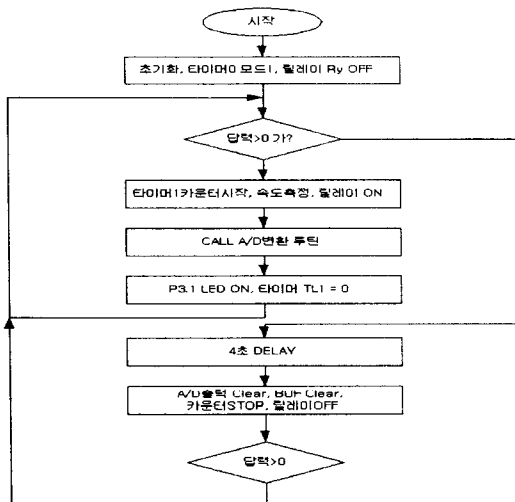 시작
초기화, 타이머0 모드1, 릴레이 Ry OFF
답력>0 가?
타이머1카운터시작, 속도측정, 릴레이 ON
CALL A/D변환 루틴
P3.1 LED ON, 타이머 TL1 = 0
4초 DELAY
A/D출력 Clear, BUF Clear,
카운터STOP, 릴레이OFF
답력>0